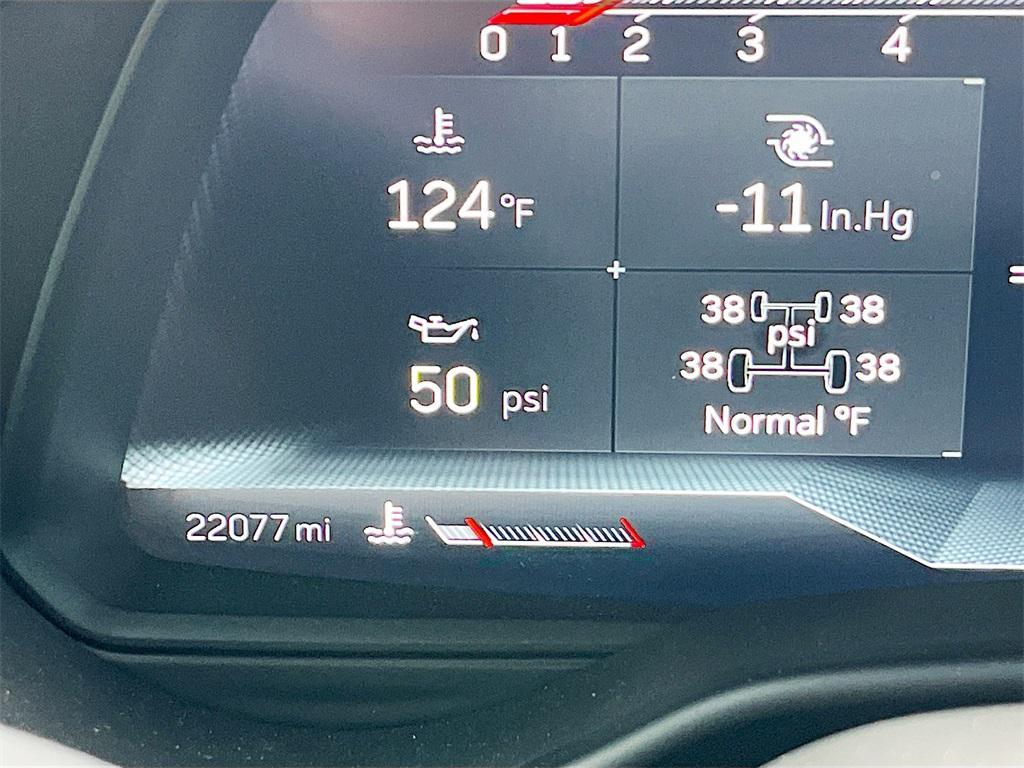 0 1 2 3 4
124 °F
-11 In.Hg
50 psi
38 38
psi
38 38
Normal °F
22077 mi